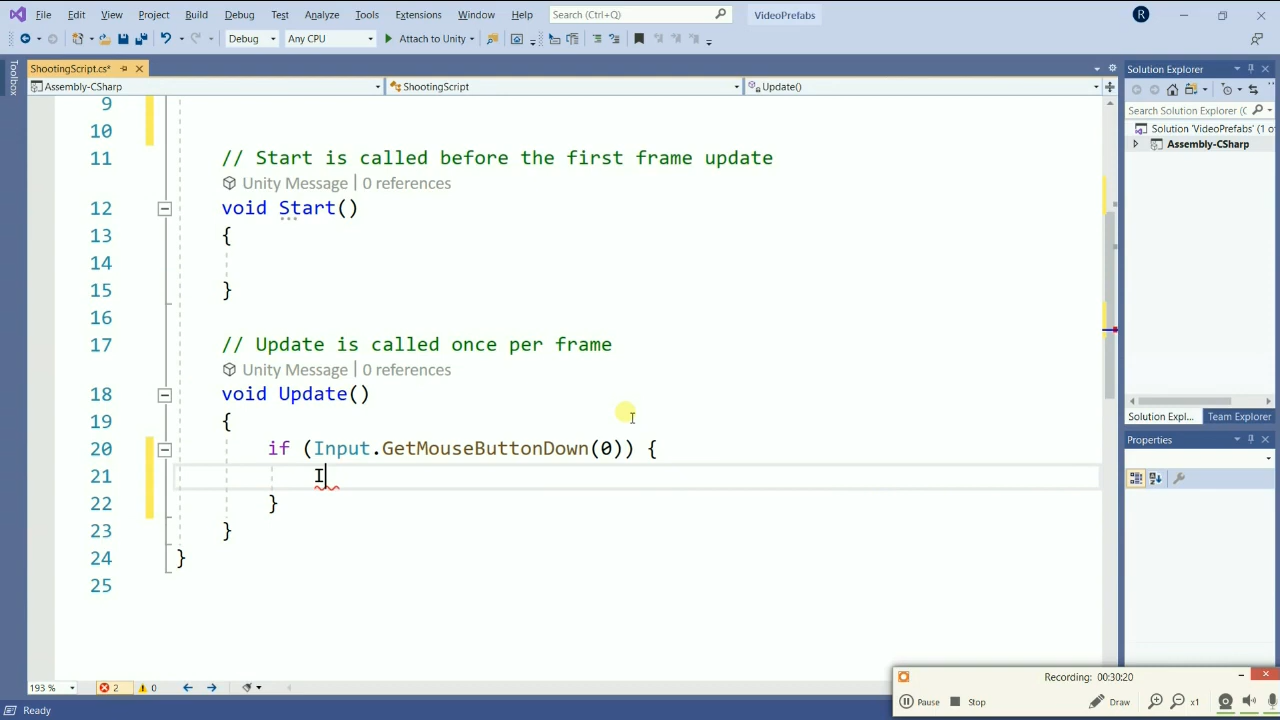 File Edit View Project Build Debug Test Analyze Tools Extensions Window Help Search (Ctrl+Q) VideoPrefabs R
Debug Any CPU Attach to Unity
Toolbox
ShootingScript.cs*
Assembly-CSharp ShootingScript Update()
9
10
11 // Start is called before the first frame update
Unity Message | 0 references
12 void Start()
13 {
14
15 }
16
17 // Update is called once per frame
Unity Message | 0 references
18 void Update()
19 {
20 if (Input.GetMouseButtonDown(0)) {
21 I
22 }
23 }
24 }
25
193 % 2 0
Ready
Solution Explorer
Search Solution Explorer (C
Solution 'VideoPrefabs' (1 o
Assembly-CSharp
Solution Expl... Team Explorer
Properties
Recording: 00:30:20
Pause Stop Draw x1